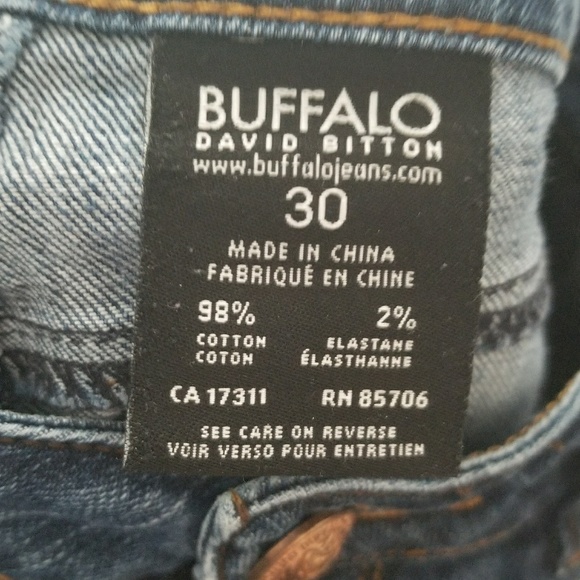 BUFFALO
DAVID BITTON
www.buffalojeans.com
30
MADE IN CHINA
FABRIQUÉ EN CHINE
98% 2%
COTTON ELASTANE
COTON ÉLASTHANNE
CA 17311 RN 85706
SEE CARE ON REVERSE
VOIR VERSO POUR ENTRETIEN